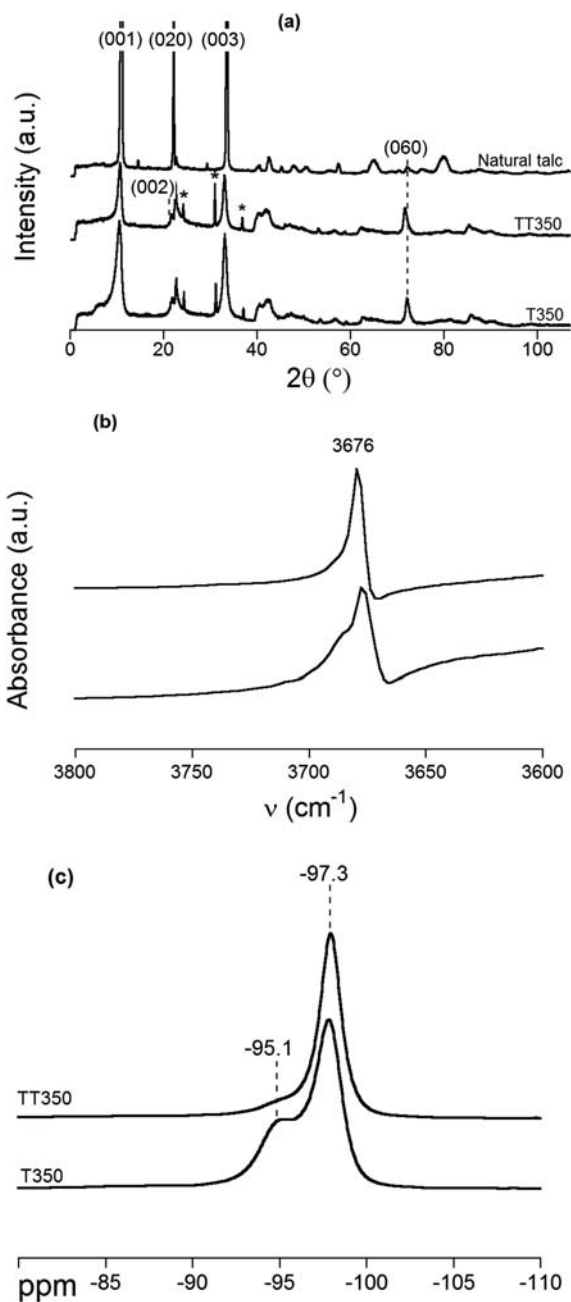 (a)
(001) (020) (003)
(060)
Natural talc
(002) * * *
TT350
T350
Intensity (a.u.)
0 20 40 60 80 100
2θ (°)
(b)
3676
Absorbance (a.u.)
3800 3750 3700 3650 3600
ν (cm⁻¹)
(c)
-97.3
-95.1
TT350
T350
ppm -85 -90 -95 -100 -105 -110